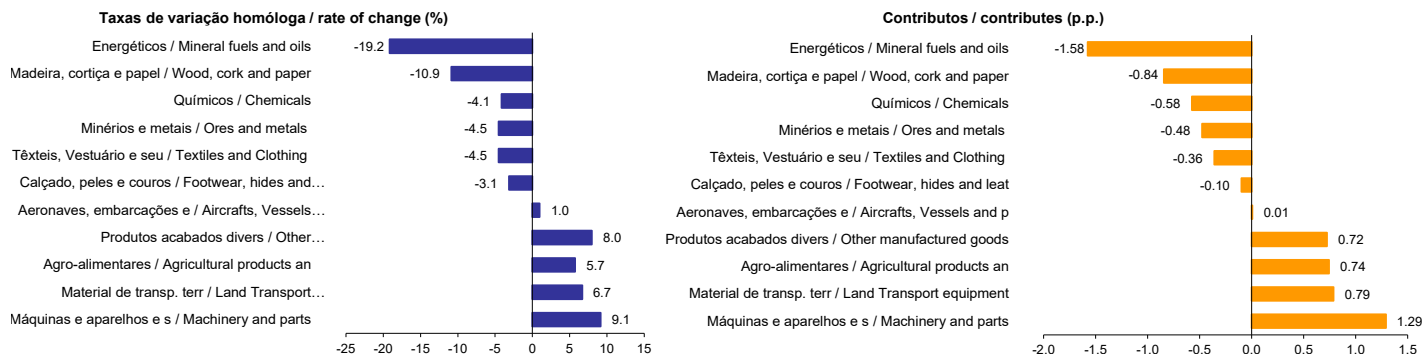 Taxas de variação homóloga / rate of change (%)
Energéticos / Mineral fuels and oils
-19.2
Madeira, cortiça e papel / Wood, cork and paper
-10.9
Químicos / Chemicals
-4.1
Minérios e metais / Ores and metals
-4.5
Têxteis, Vestuário e seu / Textiles and Clothing
-4.5
Calçado, peles e couros / Footwear, hides and…
-3.1
Aeronaves, embarcações e / Aircrafts, Vessels…
1.0
Produtos acabados divers / Other…
8.0
Agro-alimentares / Agricultural products an
5.7
Material de transp. terr / Land Transport…
6.7
Máquinas e aparelhos e s / Machinery and parts
9.1
-25 -20 -15 -10 -5 0 5 10 15
Contributos / contributes (p.p.)
Energéticos / Mineral fuels and oils
-1.58
Madeira, cortiça e papel / Wood, cork and paper
-0.84
Químicos / Chemicals
-0.58
Minérios e metais / Ores and metals
-0.48
Têxteis, Vestuário e seu / Textiles and Clothing
-0.36
Calçado, peles e couros / Footwear, hides and leat
-0.10
Aeronaves, embarcações e / Aircrafts, Vessels and p
0.01
Produtos acabados divers / Other manufactured goods
0.72
Agro-alimentares / Agricultural products an
0.74
Material de transp. terr / Land Transport equipment
0.79
Máquinas e aparelhos e s / Machinery and parts
1.29
-2.0 -1.5 -1.0 -0.5 0.0 0.5 1.0 1.5